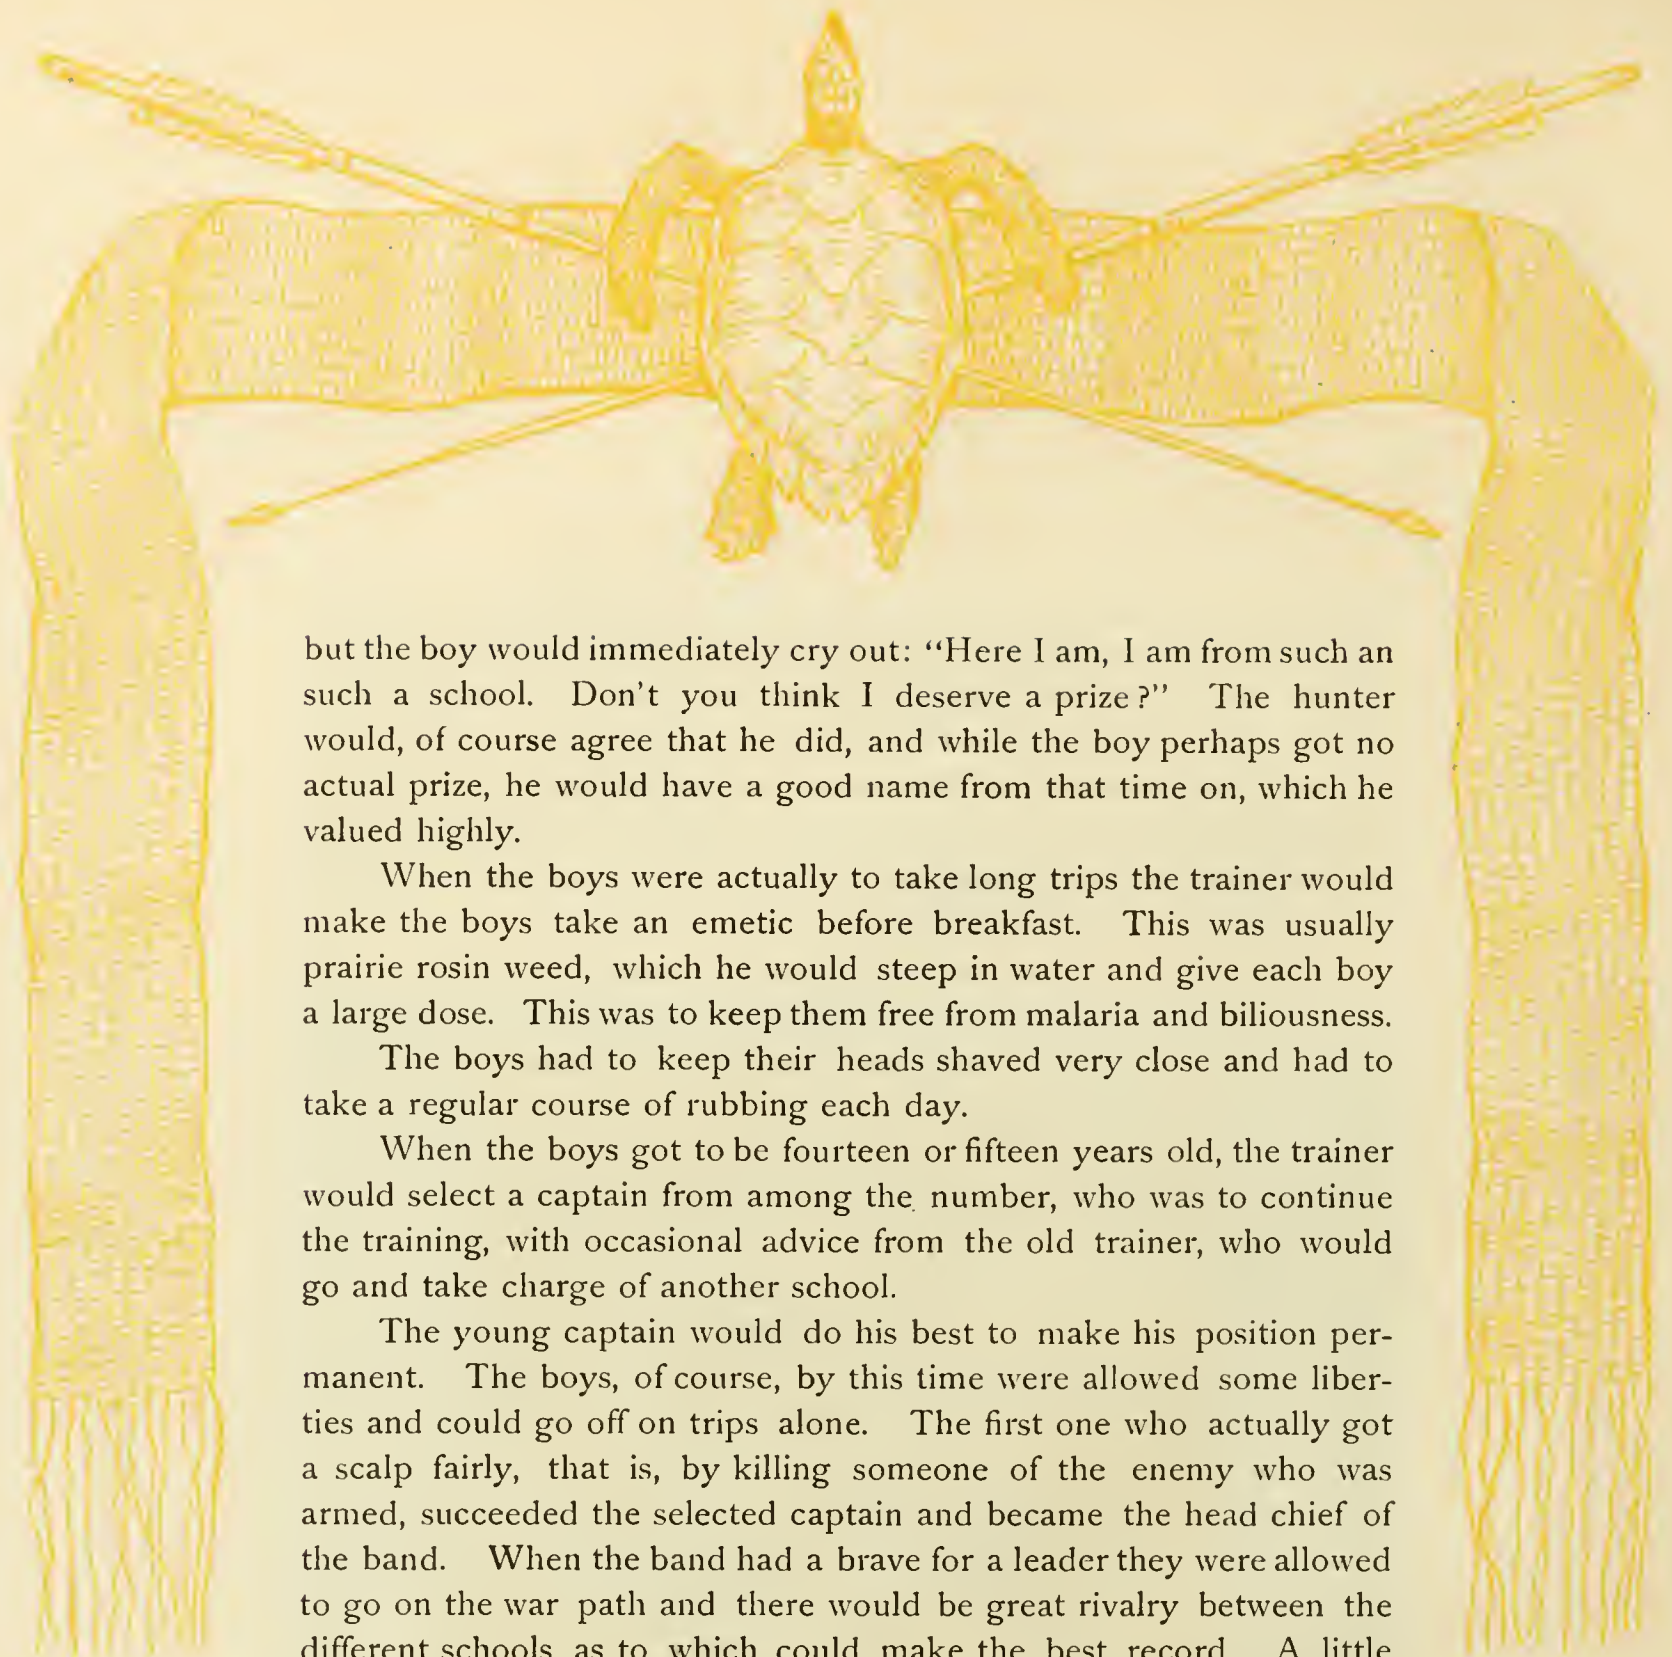 but the boy would immediately cry out: “Here I am, I am from such an
such a school. Don't you think I deserve a prize?” The hunter
would, of course agree that he did, and while the boy perhaps got no
actual prize, he would have a good name from that time on, which he
valued highly.
When the boys were actually to take long trips the trainer would
make the boys take an emetic before breakfast. This was usually
prairie rosin weed, which he would steep in water and give each boy
a large dose. This was to keep them free from malaria and biliousness.
The boys had to keep their heads shaved very close and had to
take a regular course of rubbing each day.
When the boys got to be fourteen or fifteen years old, the trainer
would select a captain from among the number, who was to continue
the training, with occasional advice from the old trainer, who would
go and take charge of another school.
The young captain would do his best to make his position per-
manent. The boys, of course, by this time were allowed some liber-
ties and could go off on trips alone. The first one who actually got
a scalp fairly, that is, by killing someone of the enemy who was
armed, succeeded the selected captain and became the head chief of
the band. When the band had a brave for a leader they were allowed
to go on the war path and there would be great rivalry between the
different schools as to which could make the best record. A little